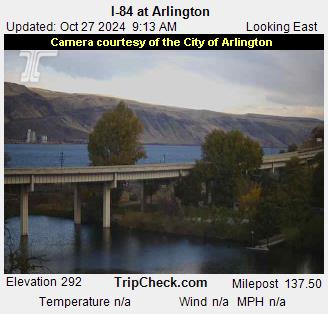 I-84 at Arlington
Updated: Oct 27 2024 9:13 AM Looking East
Camera courtesy of the City of Arlington
Elevation 292 TripCheck.com Milepost 137.50
Temperature n/a Wind n/a MPH n/a